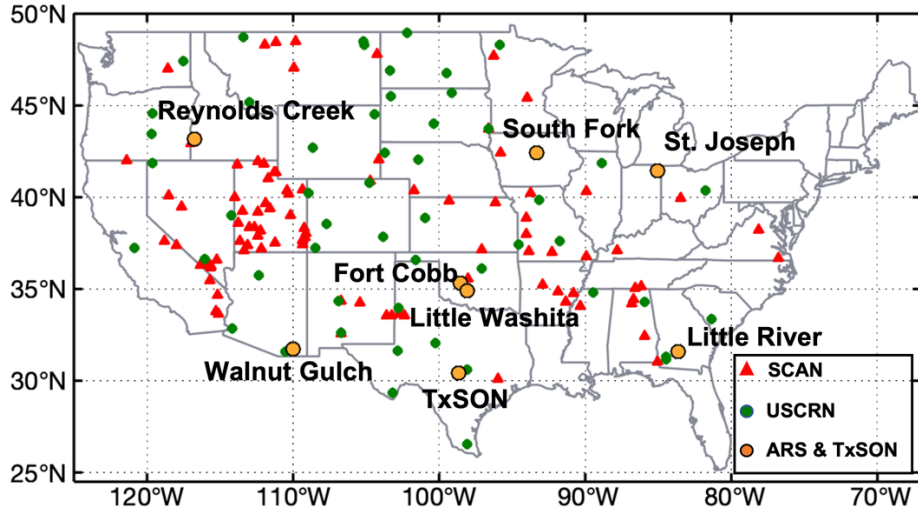 50°N
45°N
40°N
35°N
30°N
25°N
Reynolds Creek
South Fork
St. Joseph
Fort Cobb
Little Washita
Little River
Walnut Gulch
TxSON
SCAN
USCRN
ARS & TxSON
120°W
110°W
100°W
90°W
80°W
70°W